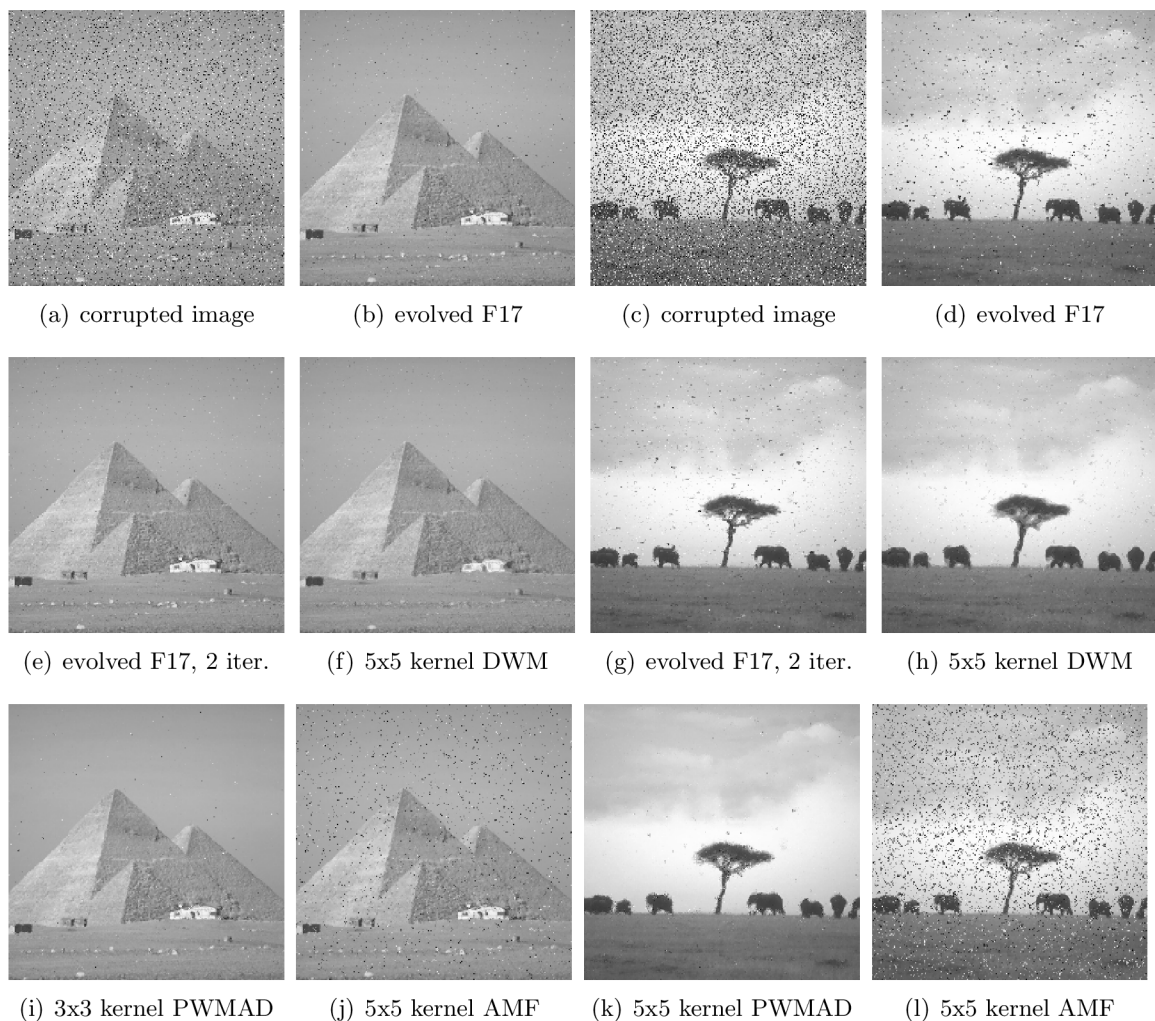 (a) corrupted image
(b) evolved F17
(c) corrupted image
(d) evolved F17
(e) evolved F17, 2 iter.
(f) 5x5 kernel DWM
(g) evolved F17, 2 iter.
(h) 5x5 kernel DWM
(i) 3x3 kernel PWMAD
(j) 5x5 kernel AMF
(k) 5x5 kernel PWMAD
(l) 5x5 kernel AMF